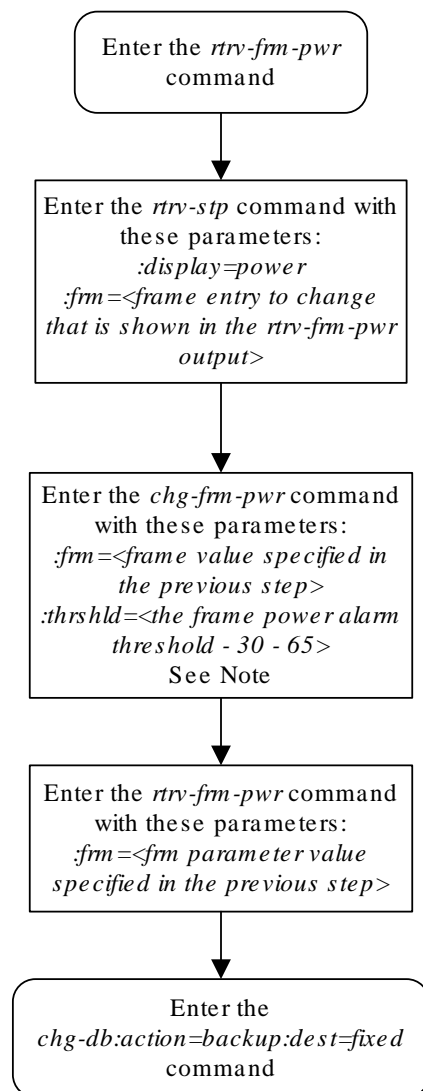 Enter the rtrv-frm-pwr
command
Enter the rtrv-stp command with
these parameters:
:display=power
:frm=<frame entry to change
that is shown in the rtrv-frm-pwr
output>
Enter the chg-frm-pwr command
with these parameters:
:frm=<frame value specified in
the previous step>
:thrshld=<the frame power alarm
threshold - 30 - 65>
See Note
Enter the rtrv-frm-pwr command
with these parameters:
:frm=<frm parameter value
specified in the previous step>
Enter the
chg-db:action=backup:dest=fixed
command